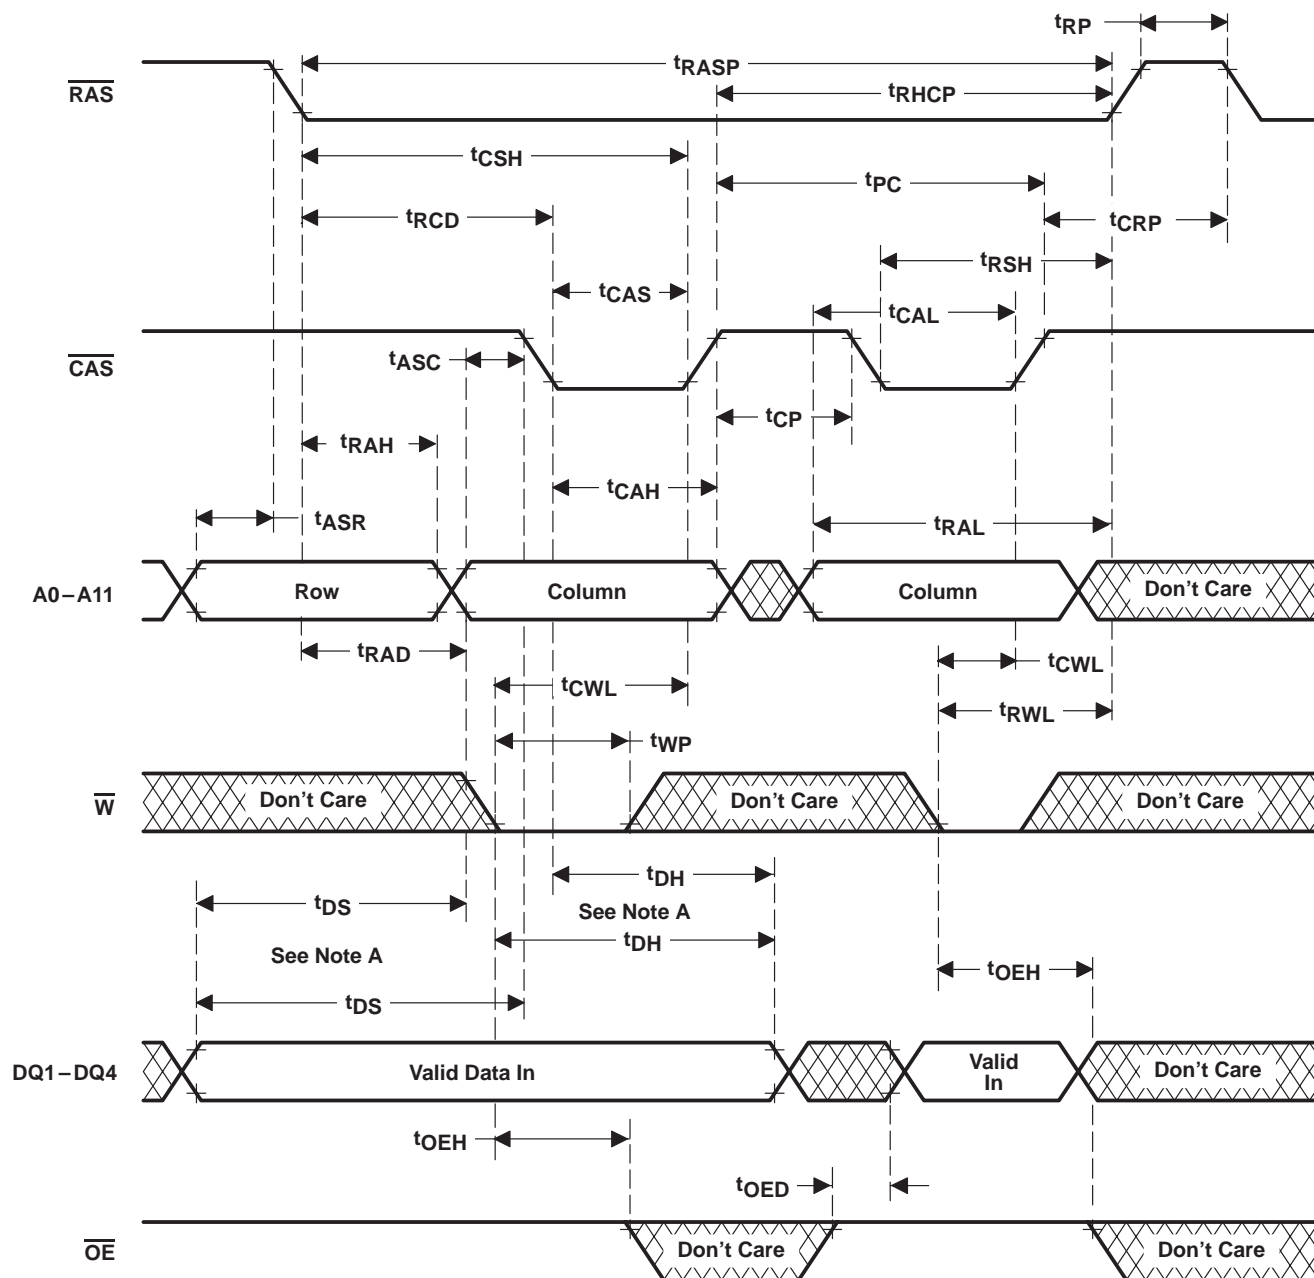 tRP
RAS
tRASP
tRHCP
tCSH
tPC
tRCD
tCRP
tRSH
tCAS
tCAL
CAS
tASC
tCP
tRAH
tCAH
tASR
tRAL
A0–A11
Row
Column
Column
Don't Care
tRAD
tCWL
tCWL
tRWL
tWP
W
Don't Care
Don't Care
Don't Care
tDH
tDS
See Note A
tDH
See Note A
tOEH
tDS
DQ1–DQ4
Valid Data In
Valid
In
Don't Care
tOEH
tOED
OE
Don't Care
Don't Care